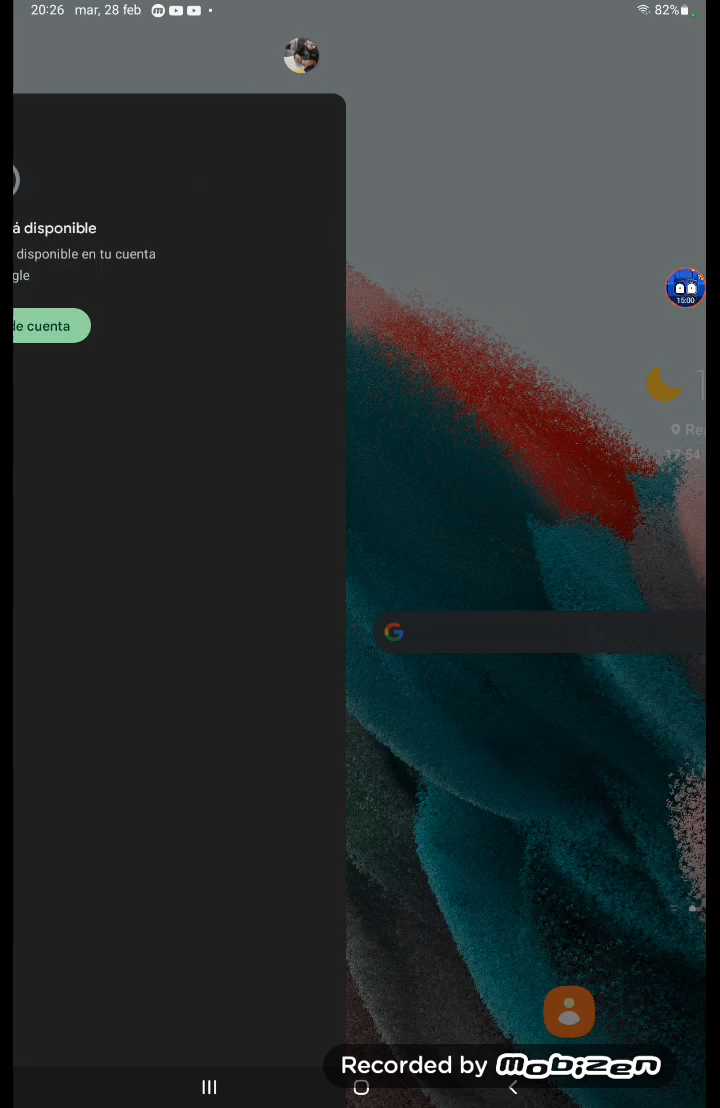 20:26 mar, 28 feb
82%
á disponible
disponible en tu cuenta
gle
de cuenta
15:00
Re
17:54
G
Recorded by mobizen